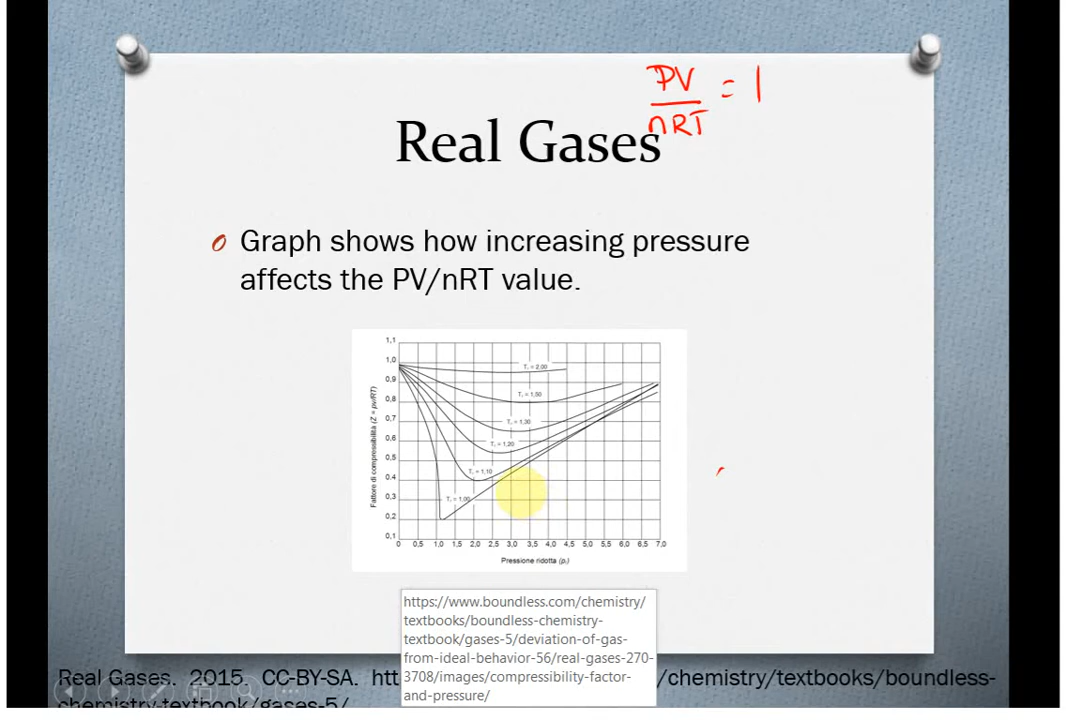 PV
nRT
= 1
Real Gases
Graph shows how increasing pressure
affects the PV/nRT value.
Fattore di compressibilità (Z = pv/RT)
1,1
1,0
0,9
0,8
0,7
0,6
0,5
0,4
0,3
0,2
0,1
Tᵣ = 2,00
Tᵣ = 1,50
Tᵣ = 1,30
Tᵣ = 1,20
Tᵣ = 1,10
Tᵣ = 1,00
0 0,5 1,0 1,5 2,0 2,5 3,0 3,5 4,0 4,5 5,0 5,5 6,0 6,5 7,0
Pressione ridotta (pᵣ)
https://www.boundless.com/chemistry/
textbooks/boundless-chemistry-
textbook/gases-5/deviation-of-gas-
from-ideal-behavior-56/real-gases-270-
3708/images/compressibility-factor-
and-pressure/
Real Gases. 2015. CC-BY-SA. htt /chemistry/textbooks/boundless-
chemistry-textbook/gases-5/